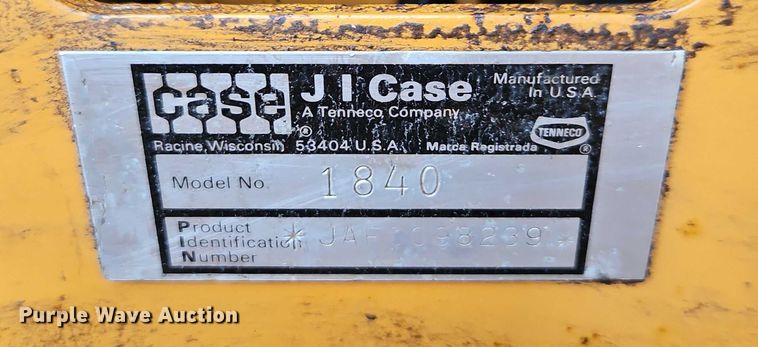 case
J I Case
Manufactured
In U.S.A.
A Tenneco Company
®
TENNECO
Racine, Wisconsin 53404 U.S.A.
Marca Registrada ®
Model No. 1840
Product
Identification
Number
Purple Wave Auction